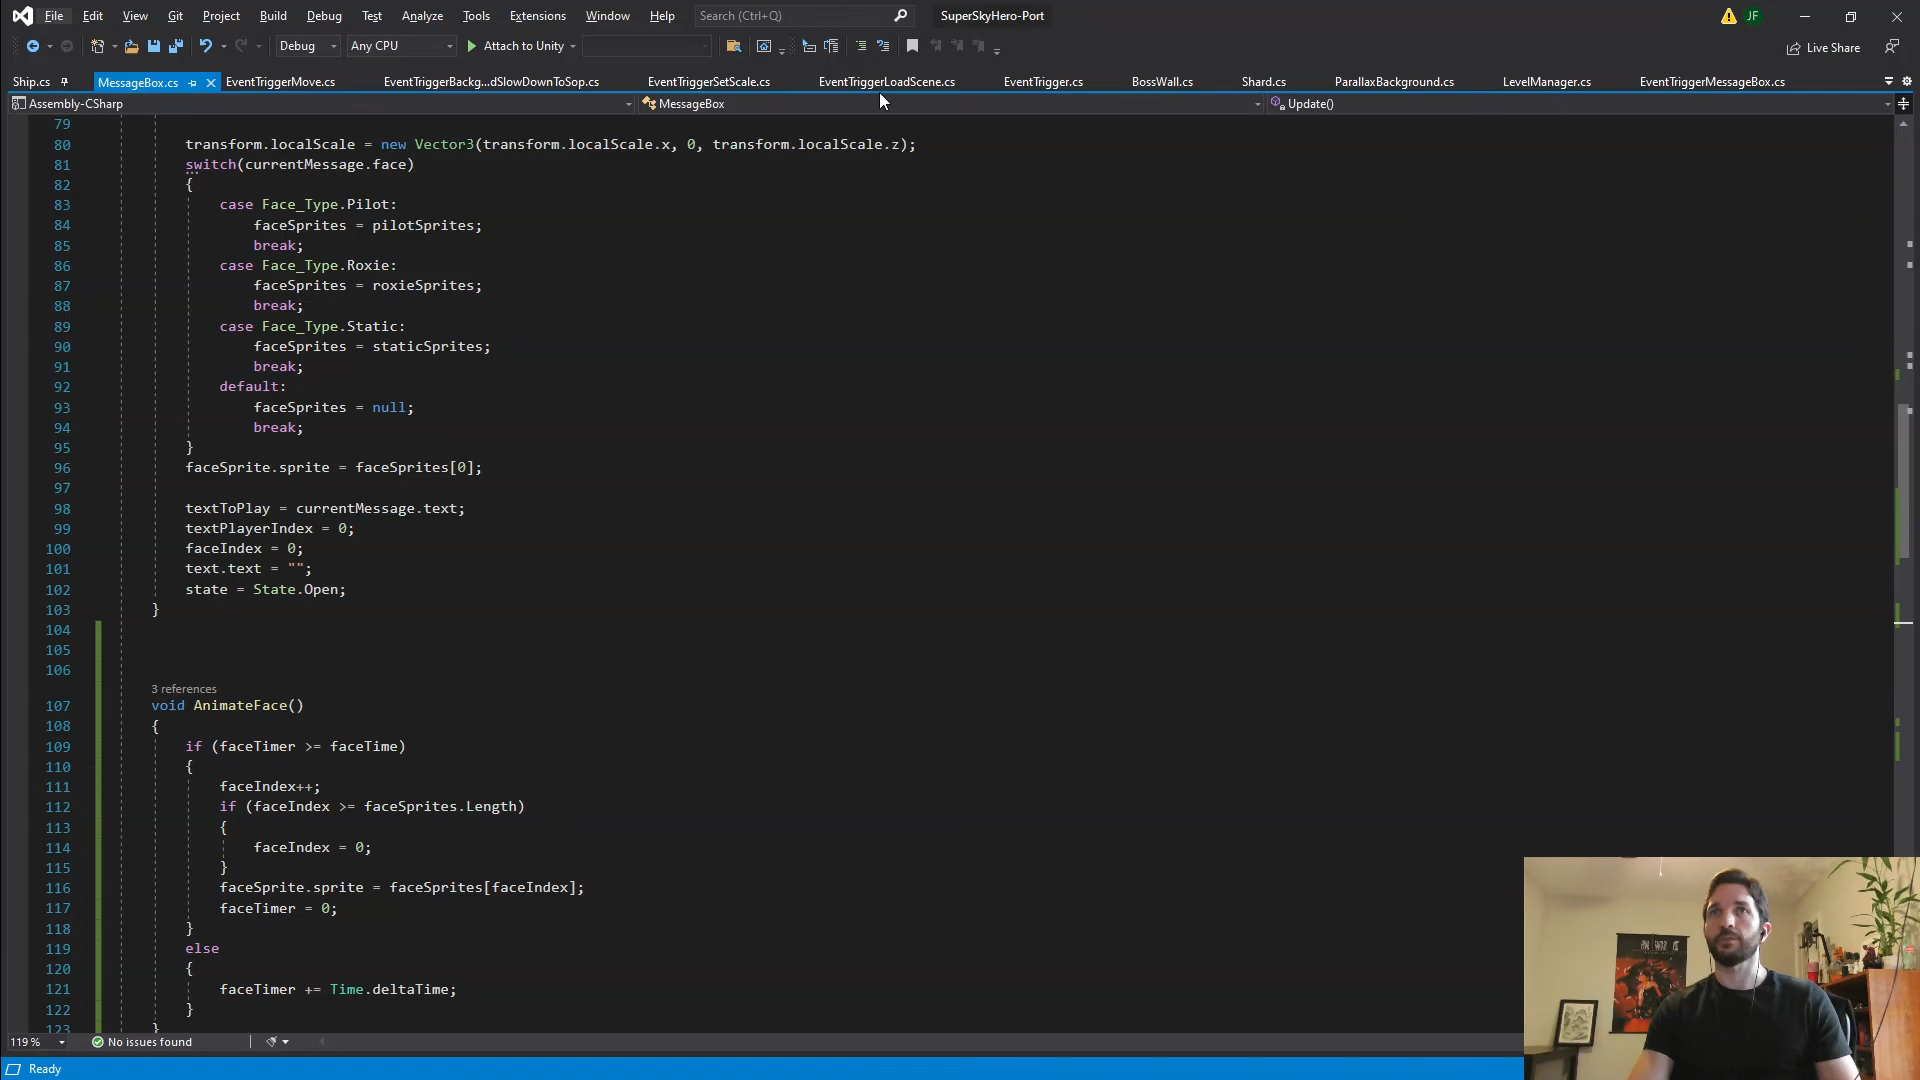 File Edit View Git Project Build Debug Test Analyze Tools Extensions Window Help Search (Ctrl+Q) SuperSkyHero-Port JF
Debug Any CPU Attach to Unity Live Share
Ship.cs MessageBox.cs EventTriggerMove.cs EventTriggerBackg...dSlowDownToSop.cs EventTriggerSetScale.cs EventTriggerLoadScene.cs EventTrigger.cs BossWall.cs Shard.cs ParallaxBackground.cs LevelManager.cs EventTriggerMessageBox.cs
Assembly-CSharp MessageBox Update()
79
80 transform.localScale = new Vector3(transform.localScale.x, 0, transform.localScale.z);
81 switch(currentMessage.face)
82 {
83 case Face_Type.Pilot:
84 faceSprites = pilotSprites;
85 break;
86 case Face_Type.Roxie:
87 faceSprites = roxieSprites;
88 break;
89 case Face_Type.Static:
90 faceSprites = staticSprites;
91 break;
92 default:
93 faceSprites = null;
94 break;
95 }
96 faceSprite.sprite = faceSprites[0];
97
98 textToPlay = currentMessage.text;
99 textPlayerIndex = 0;
100 faceIndex = 0;
101 text.text = "";
102 state = State.Open;
103 }
104
105
106
3 references
107 void AnimateFace()
108 {
109 if (faceTimer >= faceTime)
110 {
111 faceIndex++;
112 if (faceIndex >= faceSprites.Length)
113 {
114 faceIndex = 0;
115 }
116 faceSprite.sprite = faceSprites[faceIndex];
117 faceTimer = 0;
118 }
119 else
120 {
121 faceTimer += Time.deltaTime;
122 }
123 }
119 % No issues found
Ready